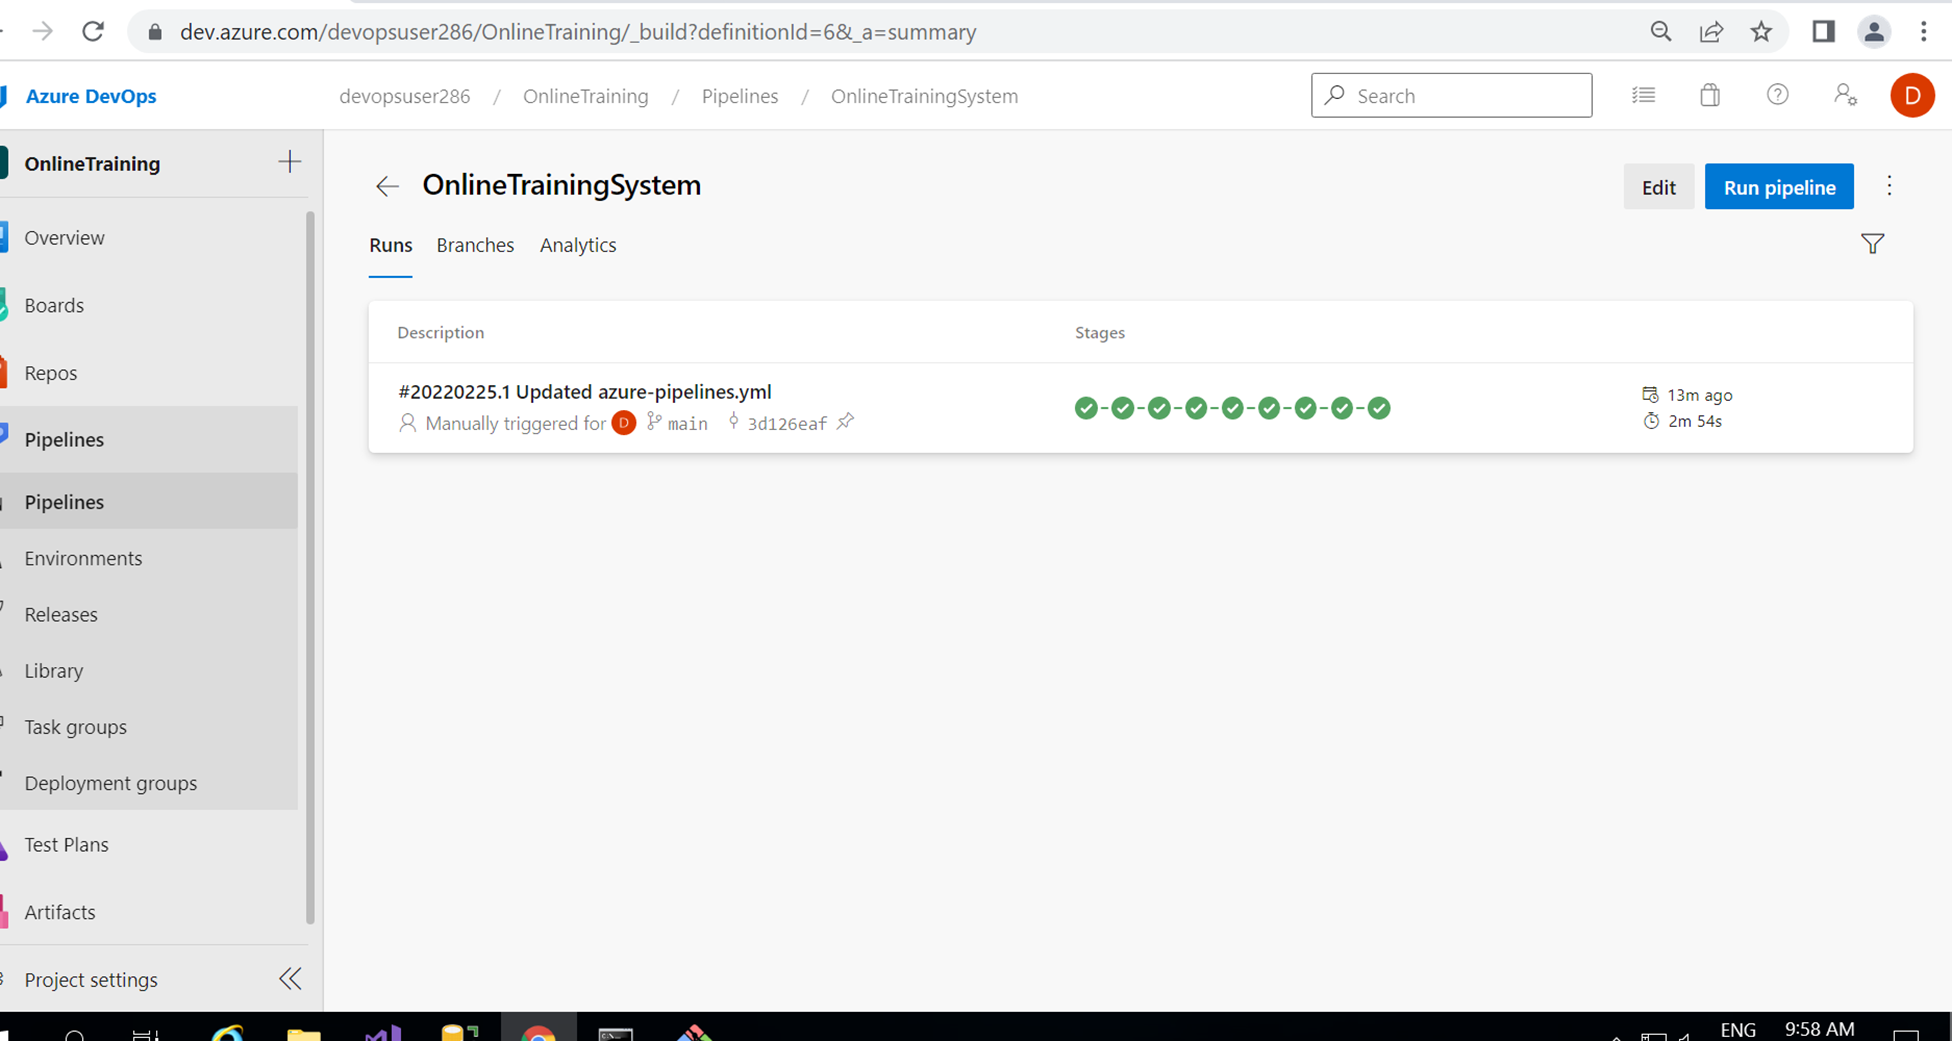 dev.azure.com/devopsuser286/OnlineTraining/_build?definitionId=6&_a=summary
Azure DevOps
devopsuser286 / OnlineTraining / Pipelines / OnlineTrainingSystem
Search
D
OnlineTraining
OnlineTrainingSystem
Edit
Run pipeline
Runs
Branches
Analytics
Overview
Boards
Repos
Pipelines
Pipelines
Environments
Releases
Library
Task groups
Deployment groups
Test Plans
Artifacts
Project settings
Description
Stages
#20220225.1 Updated azure-pipelines.yml
Manually triggered for D main 3d126eaf
13m ago
2m 54s
ENG
9:58 AM